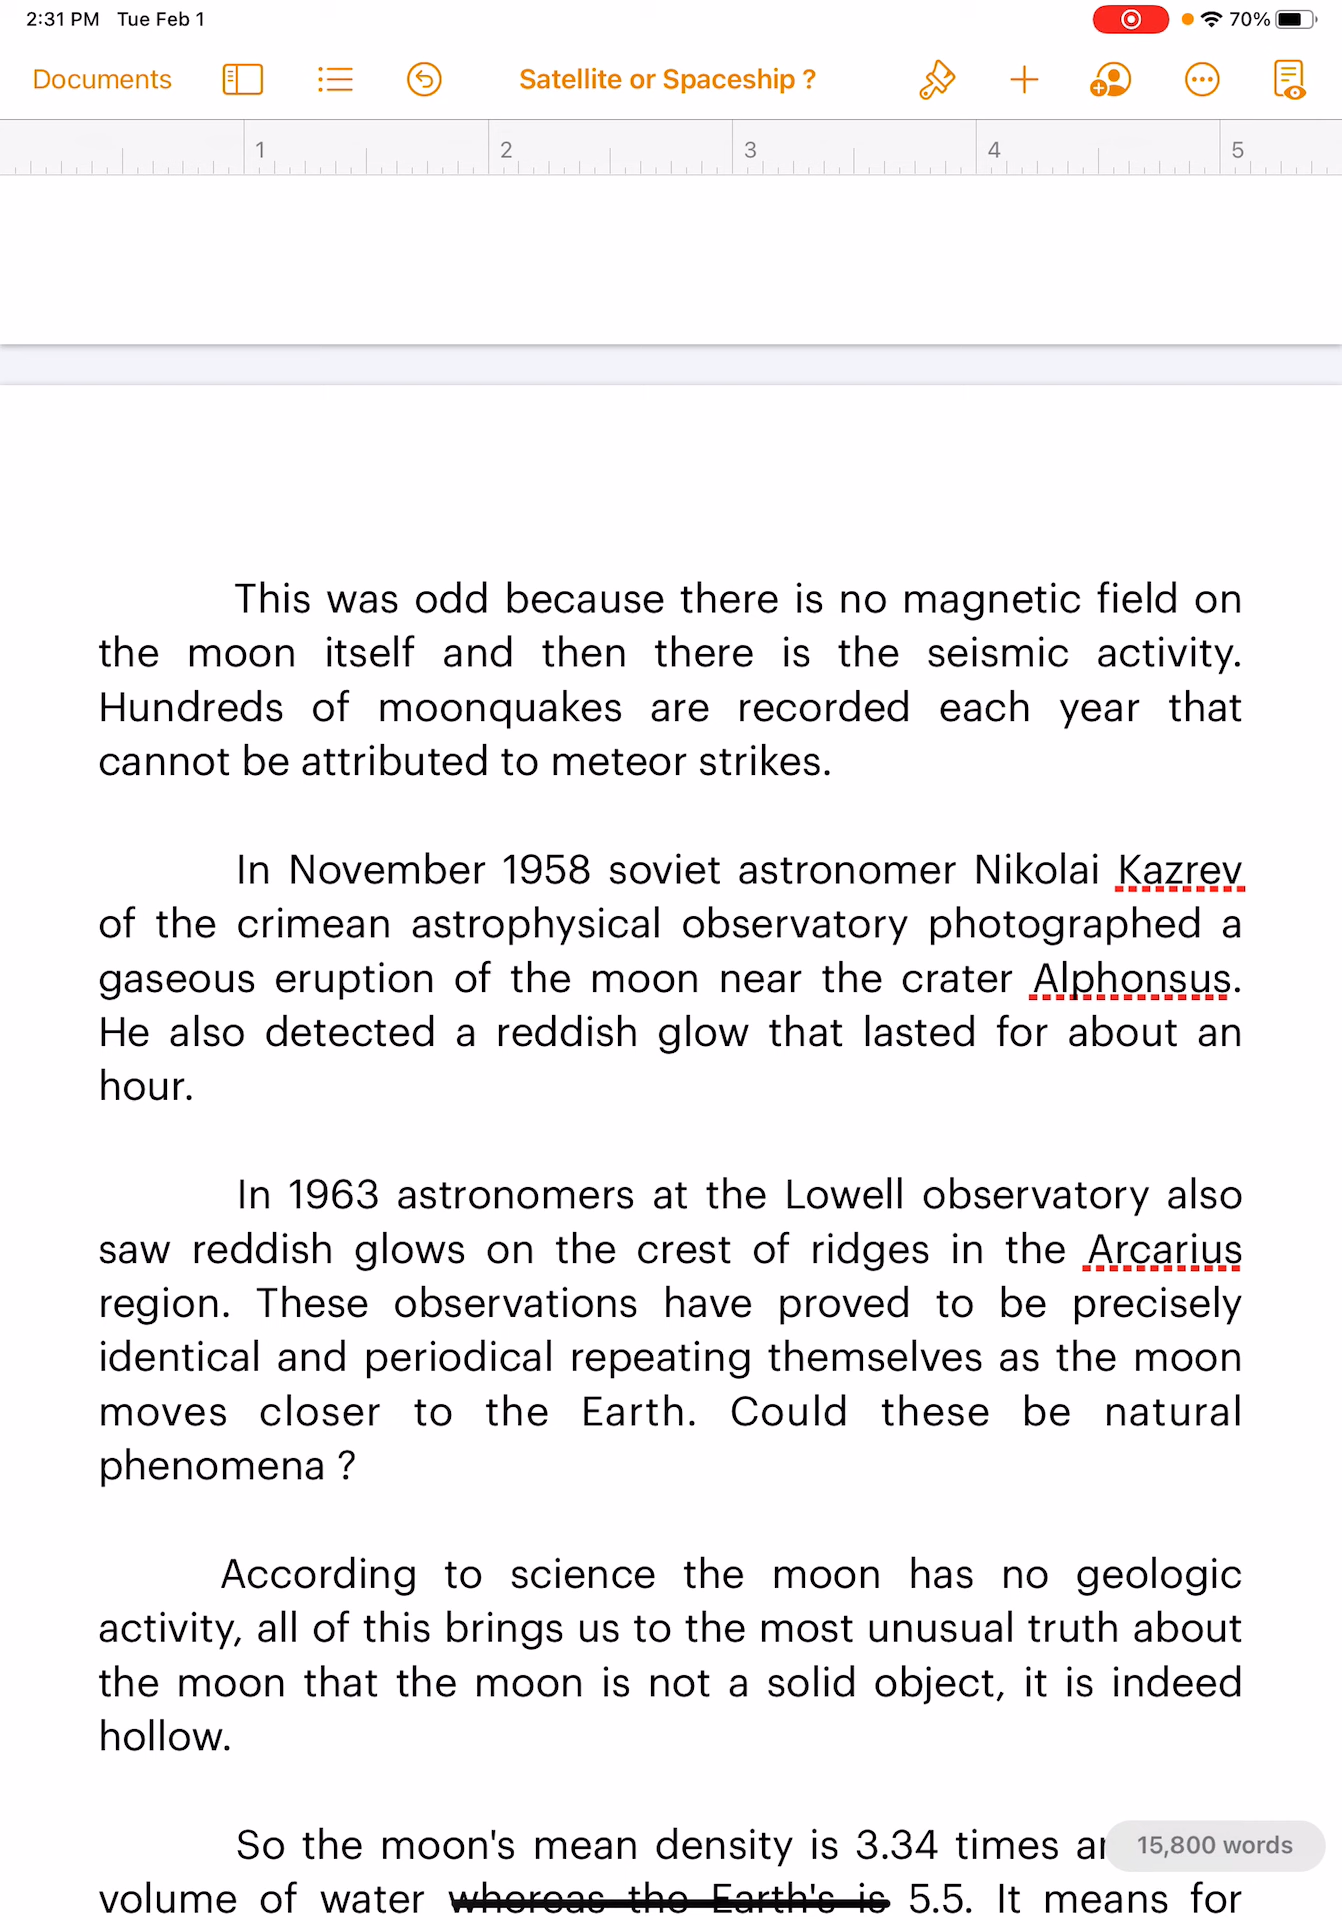 2:31 PM Tue Feb 1
70%
Documents
Satellite or Spaceship ?
1 2 3 4 5
This was odd because there is no magnetic field on
the moon itself and then there is the seismic activity.
Hundreds of moonquakes are recorded each year that
cannot be attributed to meteor strikes.
In November 1958 soviet astronomer Nikolai Kazrev
of the crimean astrophysical observatory photographed a
gaseous eruption of the moon near the crater Alphonsus.
He also detected a reddish glow that lasted for about an
hour.
In 1963 astronomers at the Lowell observatory also
saw reddish glows on the crest of ridges in the Arcarius
region. These observations have proved to be precisely
identical and periodical repeating themselves as the moon
moves closer to the Earth. Could these be natural
phenomena ?
According to science the moon has no geologic
activity, all of this brings us to the most unusual truth about
the moon that the moon is not a solid object, it is indeed
hollow.
So the moon's mean density is 3.34 times
15,800 words
volume of water whereas the Earth's is 5.5. It means for